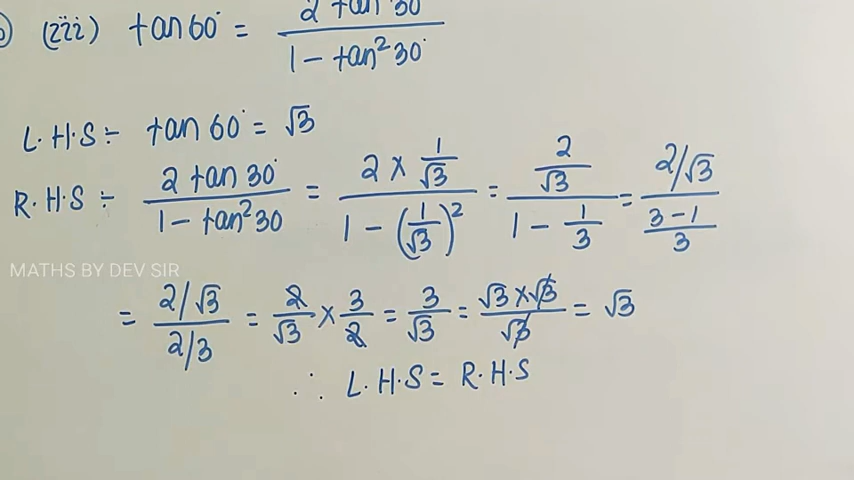 (iii) tan 60° = 2 tan 30° / 1 - tan² 30°
L.H.S ÷ tan 60° = √3
R.H.S ÷ 2 tan 30° / 1 - tan² 30 = 2 × 1/√3 / 1 - (1/√3)² = 2/√3 / 1 - 1/3 = 2/√3 / 3-1/3
MATHS BY DEV SIR
= 2/√3 / 2/3 = 2/√3 × 3/2 = 3/√3 = √3 × √3 / √3 = √3
∴ L.H.S = R.H.S